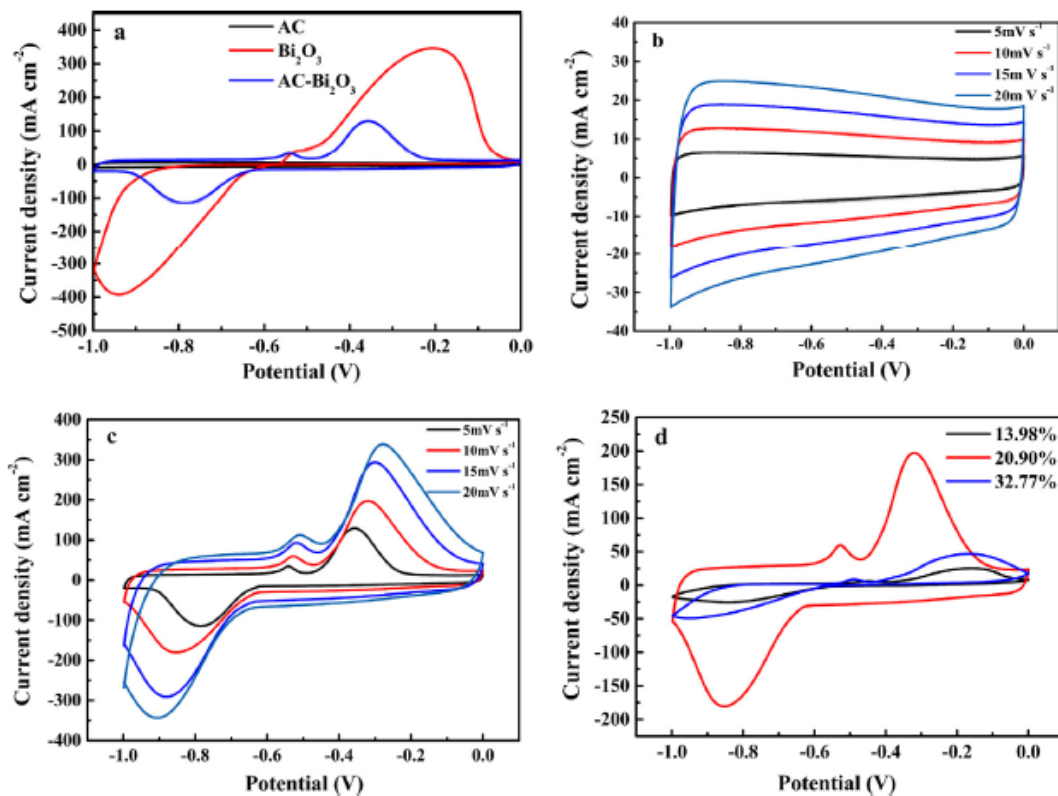 a
AC
Bi₂O₃
AC-Bi₂O₃
400
300
200
100
0
-100
-200
-300
-400
-500
-1.0 -0.8 -0.6 -0.4 -0.2 0.0
Current density (mA cm⁻²)
Potential (V)
b
5mV s⁻¹
10mV s⁻¹
15m V s⁻¹
20m V s⁻¹
40
30
20
10
0
-10
-20
-30
-40
-1.0 -0.8 -0.6 -0.4 -0.2 0.0
Current density (mA cm⁻²)
Potential (V)
c
5mV s⁻¹
10mV s⁻¹
15mV s⁻¹
20mV s⁻¹
400
300
200
100
0
-100
-200
-300
-400
-1.0 -0.8 -0.6 -0.4 -0.2 0.0
Current density (mA cm⁻²)
Potential (V)
d
13.98%
20.90%
32.77%
250
200
150
100
50
0
-50
-100
-150
-200
-1.0 -0.8 -0.6 -0.4 -0.2 0.0
Current density (mA cm⁻²)
Potential (V)